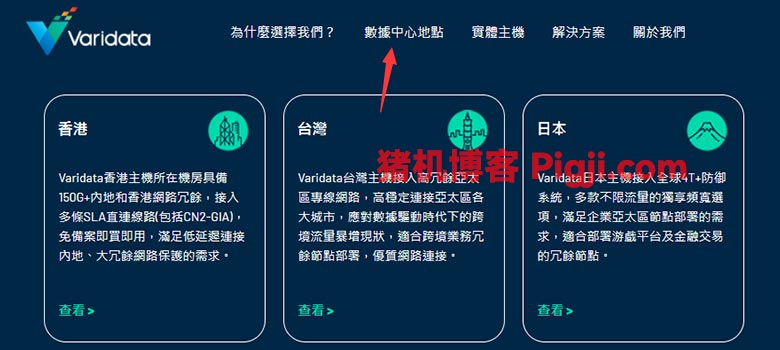 Varidata
為什麼選擇我們？ 數據中心地點 實體主機 解決方案 關於我們
香港
Varidata香港主機所在機房具備
150G+內地和香港網路冗餘，接入
多條SLA直連線路(包括CN2-GIA)，
免備案即買即用，滿足低延遲連接
內地、大冗餘網路保護的需求。
查看 >
台灣
Varidata台灣主機接入高冗餘亞太
區專線網路，高穩定連接亞太區各
大城市，應對數據驅動時代下的跨
境流量暴增現狀，適合跨境業務冗
餘節點部署，優質網路連接。
查看 >
日本
Varidata日本主機接入全球4T+防御
系統，多款不限流量的獨享頻寬選
項，滿足企業亞太區節點部署的需
求，適合部署游戲平台及金融交易
的冗餘節點。
查看 >
猪机博客 Pigji.com